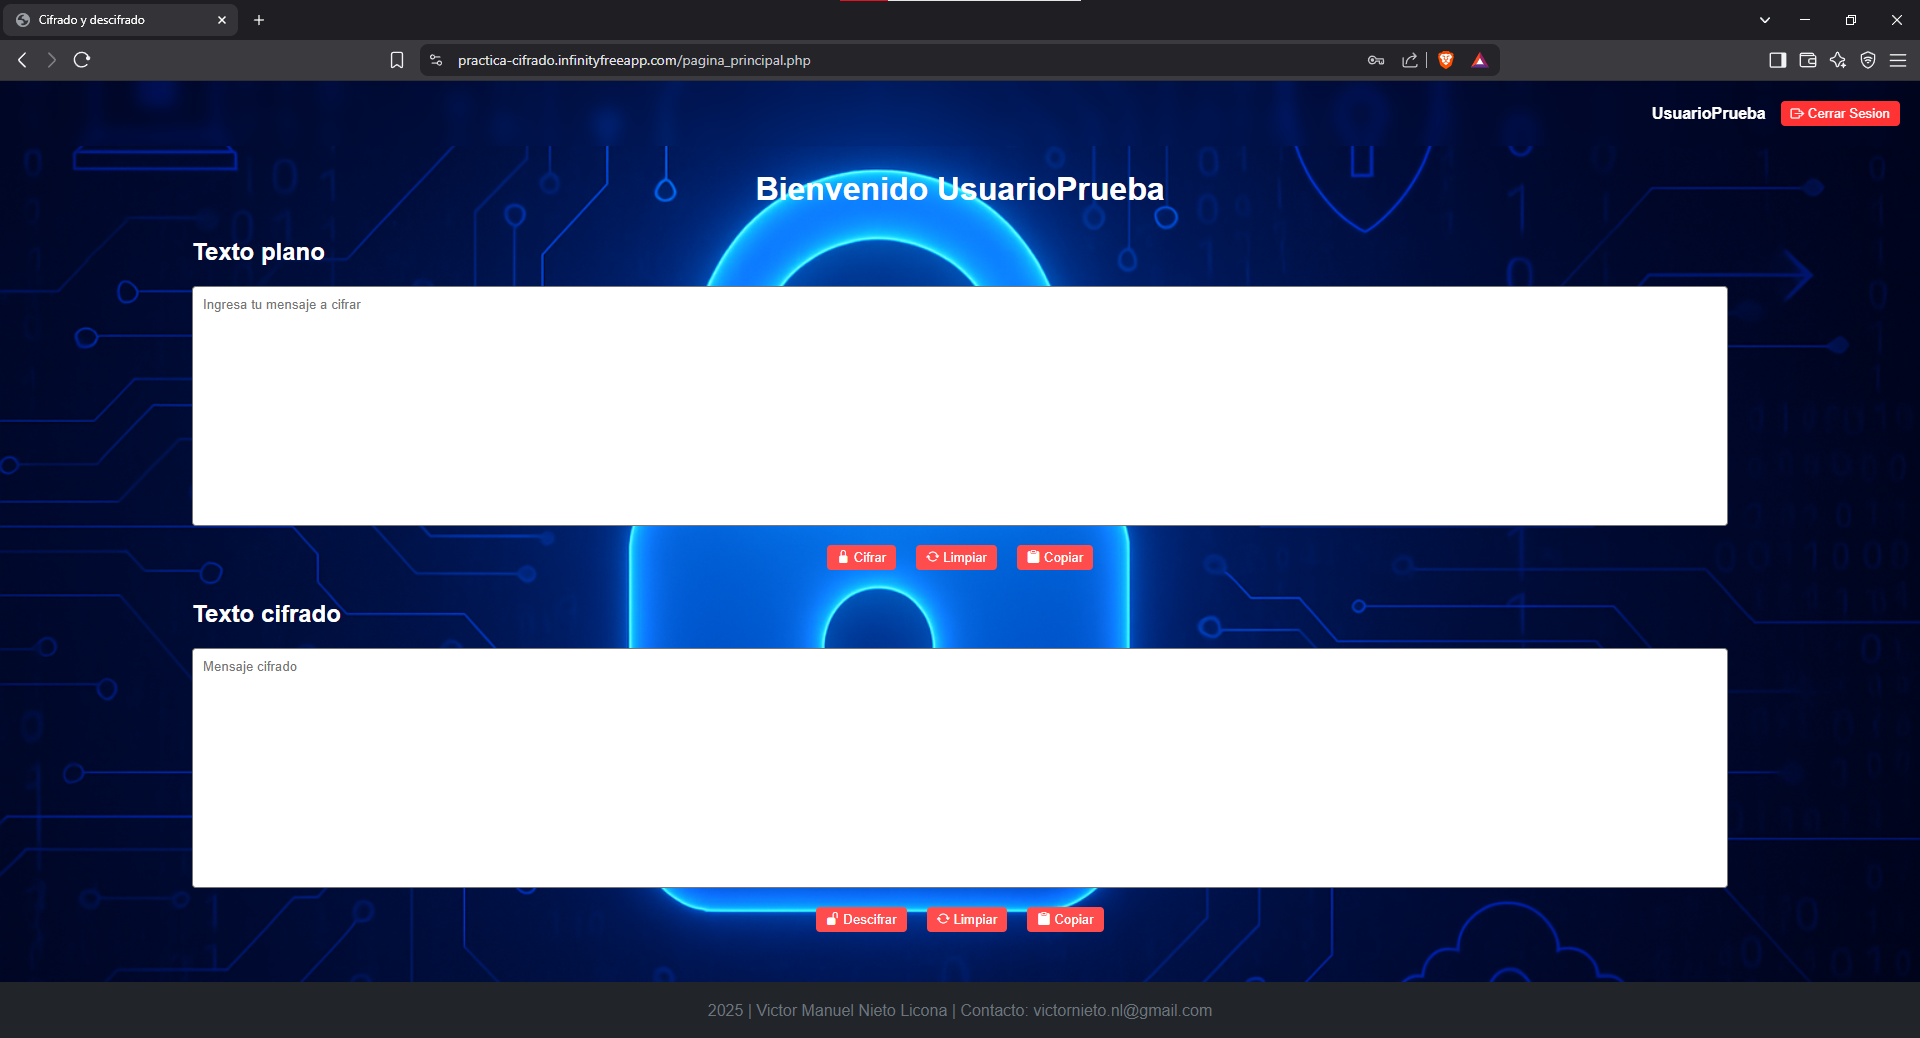 Cifrado y descifrado
practica-cifrado.infinityfreeapp.com/pagina_principal.php
UsuarioPrueba
Cerrar Sesion
Bienvenido UsuarioPrueba
Texto plano
Ingresa tu mensaje a cifrar
Cifrar
Limpiar
Copiar
Texto cifrado
Mensaje cifrado
Descifrar
Limpiar
Copiar
2025 | Victor Manuel Nieto Licona | Contacto: victornieto.nl@gmail.com